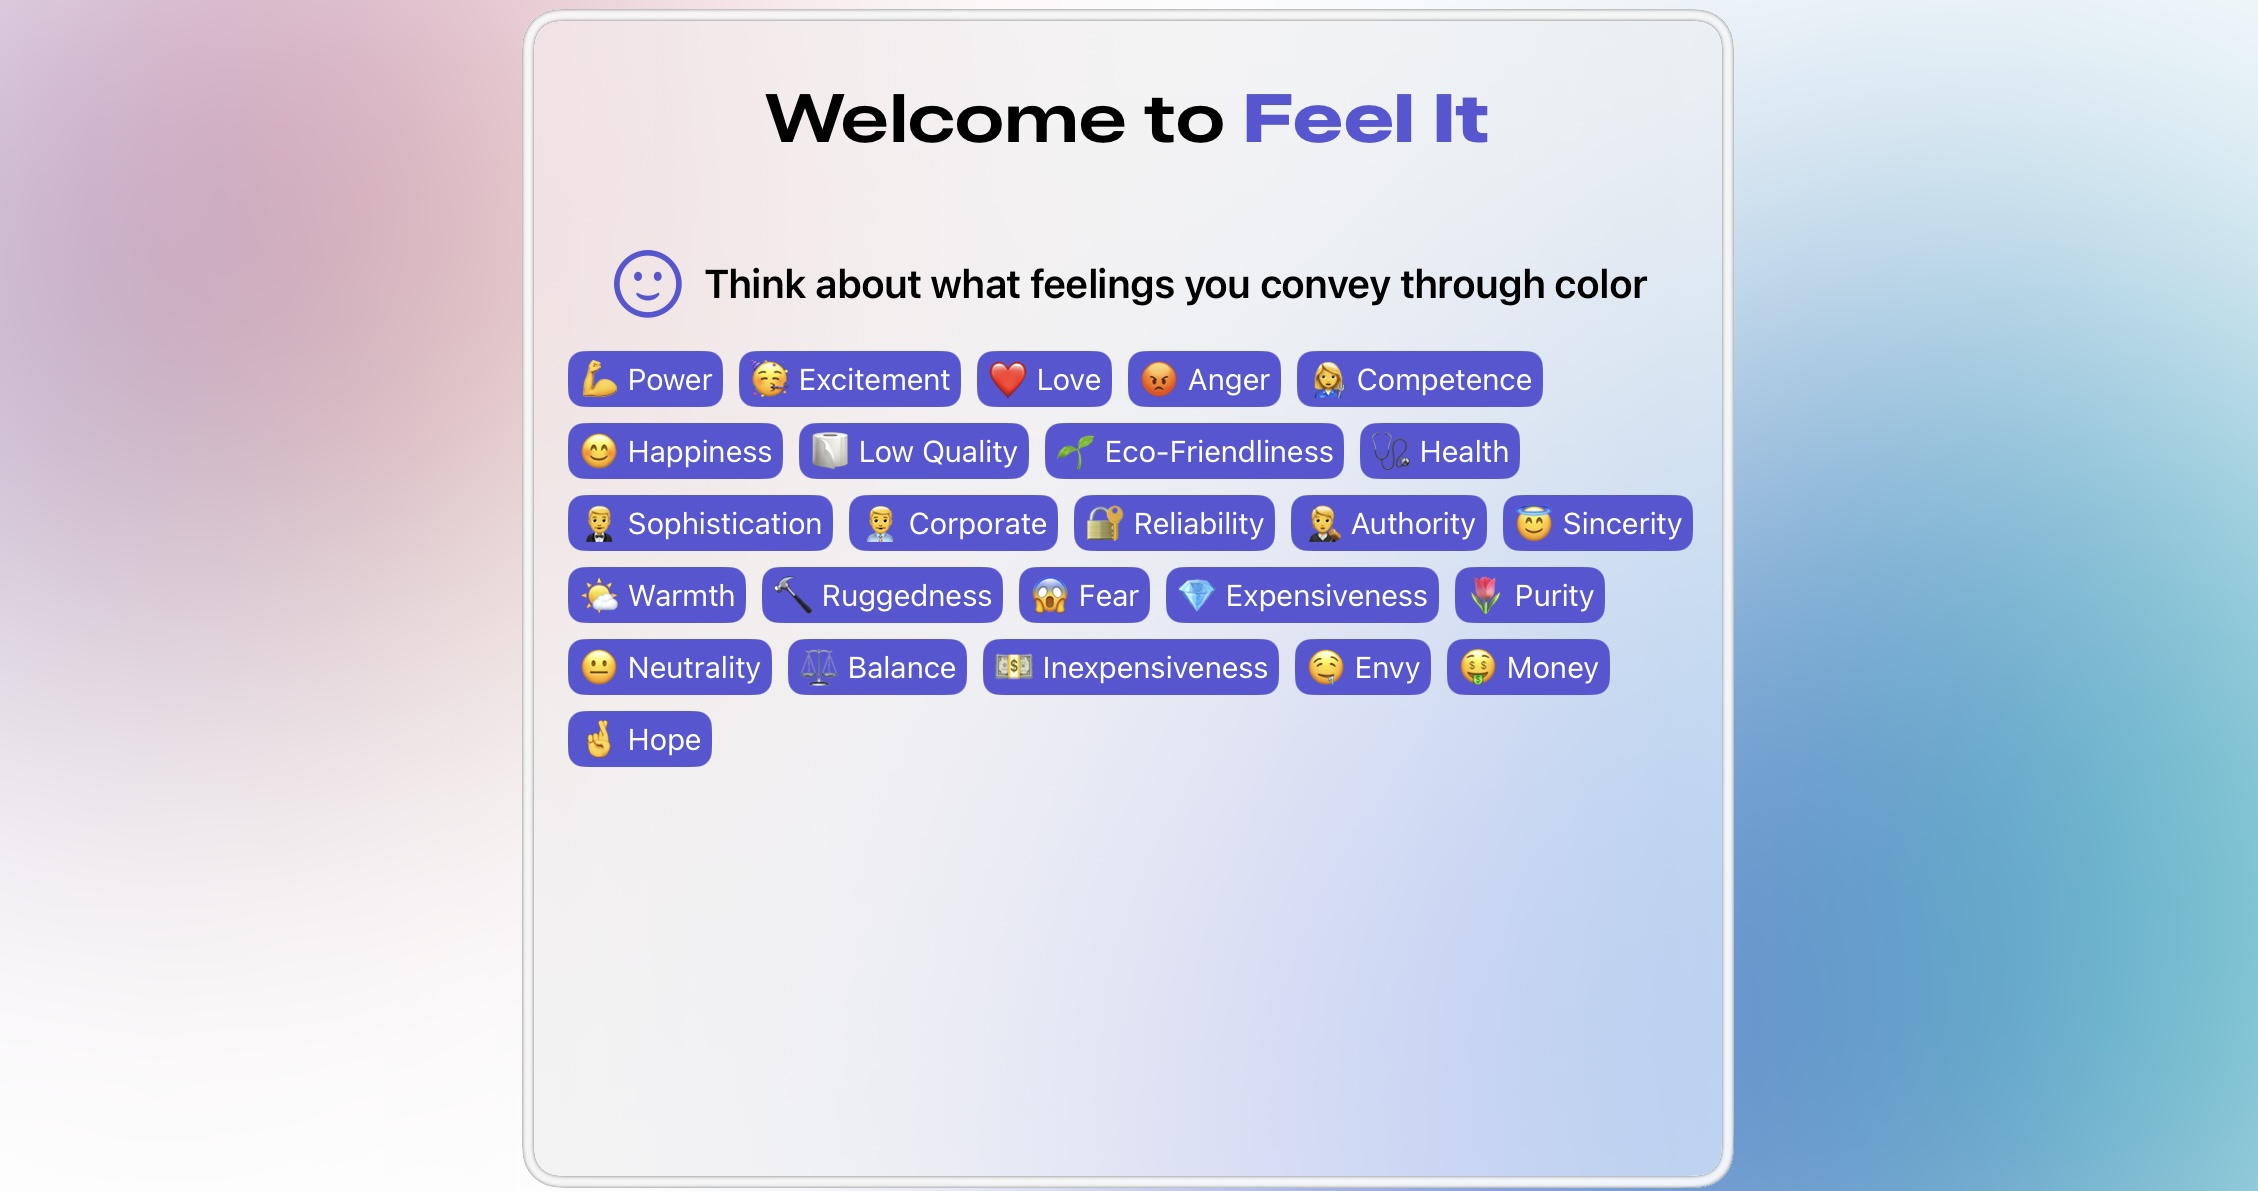 Welcome to Feel It
Think about what feelings you convey through color
💪 Power 🥳 Excitement ❤️ Love 😡 Anger 👩‍💼 Competence
😊 Happiness 🧻 Low Quality 🌱 Eco-Friendliness 🩺 Health
🤵‍♂️ Sophistication 👨‍💼 Corporate 🔐 Reliability 🧑‍⚖️ Authority 😇 Sincerity
🌤️ Warmth 🔨 Ruggedness 😱 Fear 💎 Expensiveness 🌷 Purity
😐 Neutrality ⚖️ Balance 💵 Inexpensiveness 🤤 Envy 🤑 Money
🤞 Hope